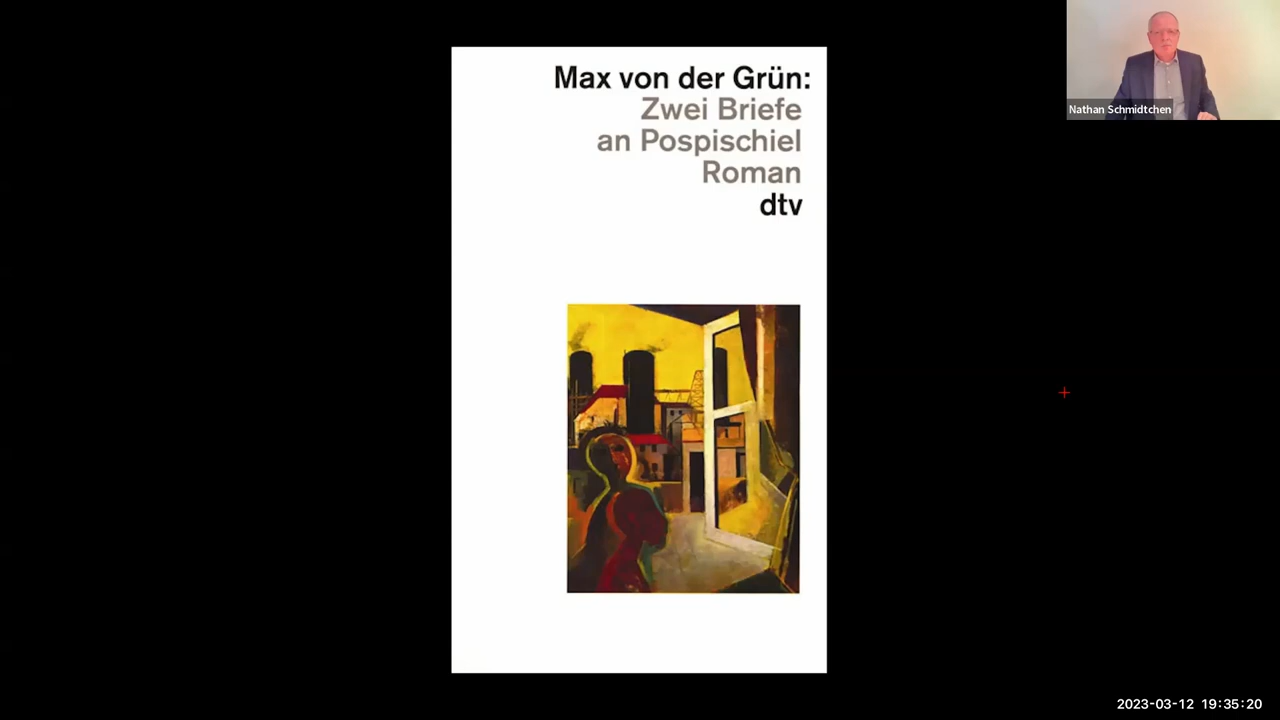 Max von der Grün:
Zwei Briefe
an Pospischiel
Roman
dtv
Nathan Schmidtchen
2023-03-12 19:35:20